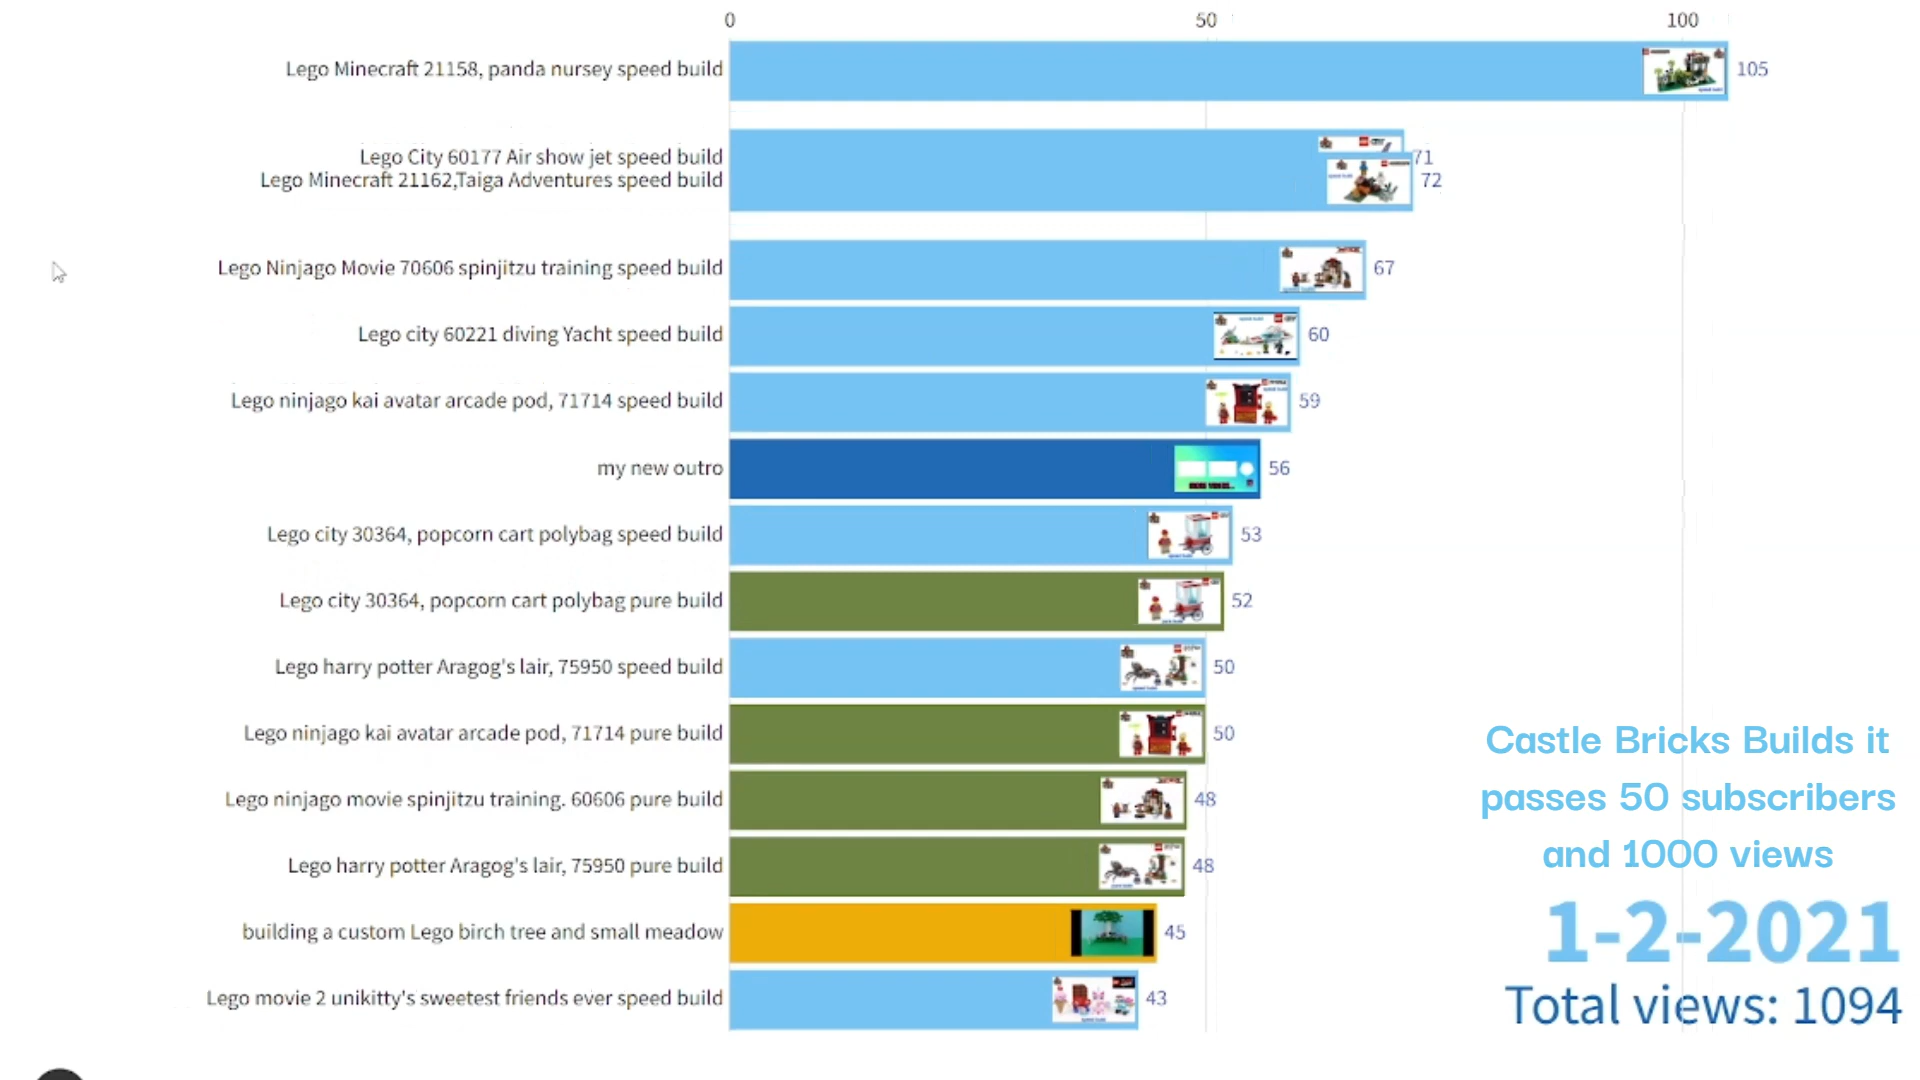 0 50 100
Lego Minecraft 21158, panda nursey speed build 105
Lego City 60177 Air show jet speed build 71
Lego Minecraft 21162,Taiga Adventures speed build 72
Lego Ninjago Movie 70606 spinjitzu training speed build 67
Lego city 60221 diving Yacht speed build 60
Lego ninjago kai avatar arcade pod, 71714 speed build 59
my new outro 56
Lego city 30364, popcorn cart polybag speed build 53
Lego city 30364, popcorn cart polybag pure build 52
Lego harry potter Aragog's lair, 75950 speed build 50
Lego ninjago kai avatar arcade pod, 71714 pure build 50
Lego ninjago movie spinjitzu training. 60606 pure build 48
Lego harry potter Aragog's lair, 75950 pure build 48
building a custom Lego birch tree and small meadow 45
Lego movie 2 unikitty's sweetest friends ever speed build 43
Castle Bricks Builds it
passes 50 subscribers
and 1000 views
1-2-2021
Total views: 1094